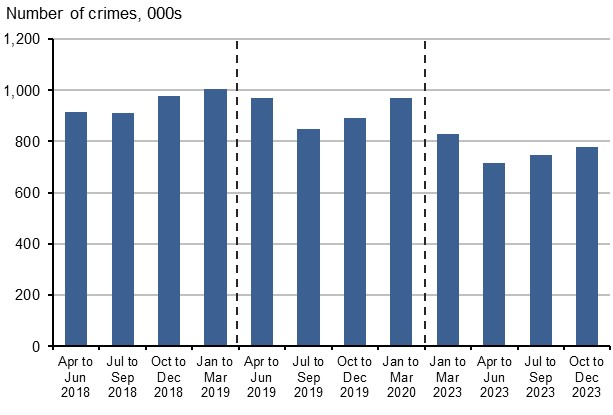 Number of crimes, 000s
1,200
1,000
800
600
400
200
0
Apr to Jun 2018
Jul to Sep 2018
Oct to Dec 2018
Jan to Mar 2019
Apr to Jun 2019
Jul to Sep 2019
Oct to Dec 2019
Jan to Mar 2020
Jan to Mar 2023
Apr to Jun 2023
Jul to Sep 2023
Oct to Dec 2023